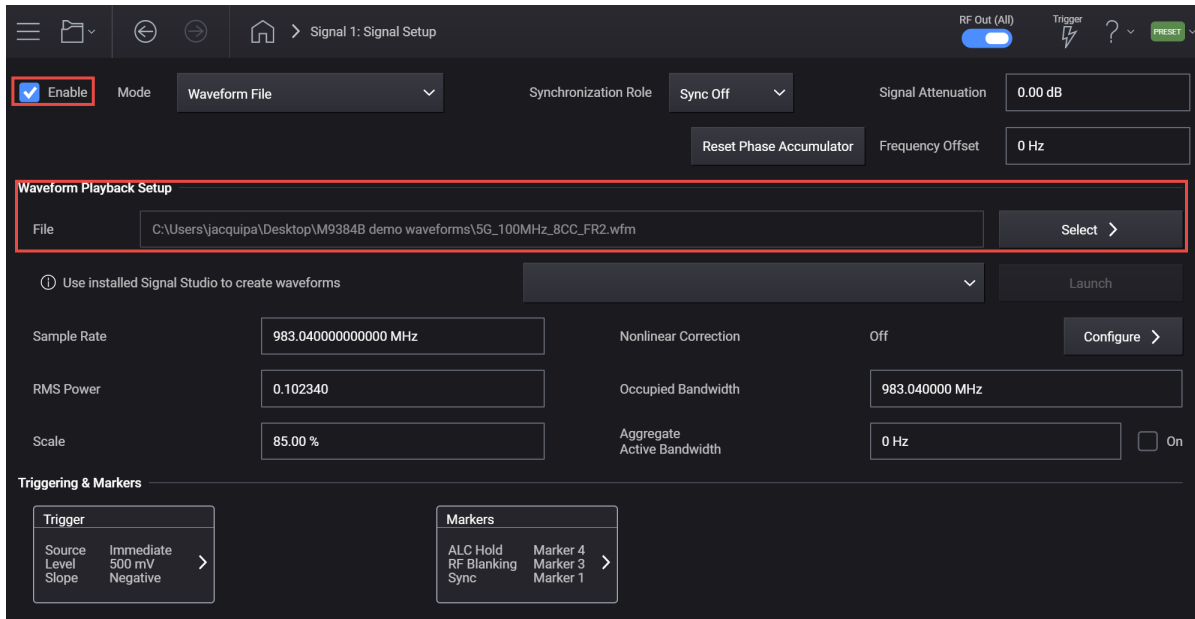 Signal 1: Signal Setup
RF Out (All)
Trigger
PRESET
Enable
Mode
Waveform File
Synchronization Role
Sync Off
Signal Attenuation
0.00 dB
Reset Phase Accumulator
Frequency Offset
0 Hz
Waveform Playback Setup
File
C:\Users\jacquipa\Desktop\M9384B demo waveforms\5G_100MHz_8CC_FR2.wfm
Select
Use installed Signal Studio to create waveforms
Launch
Sample Rate
983.040000000000 MHz
Nonlinear Correction
Off
Configure
RMS Power
0.102340
Occupied Bandwidth
983.040000 MHz
Scale
85.00 %
Aggregate
Active Bandwidth
0 Hz
On
Triggering & Markers
Trigger
Source Immediate
Level 500 mV
Slope Negative
Markers
ALC Hold Marker 4
RF Blanking Marker 3
Sync Marker 1